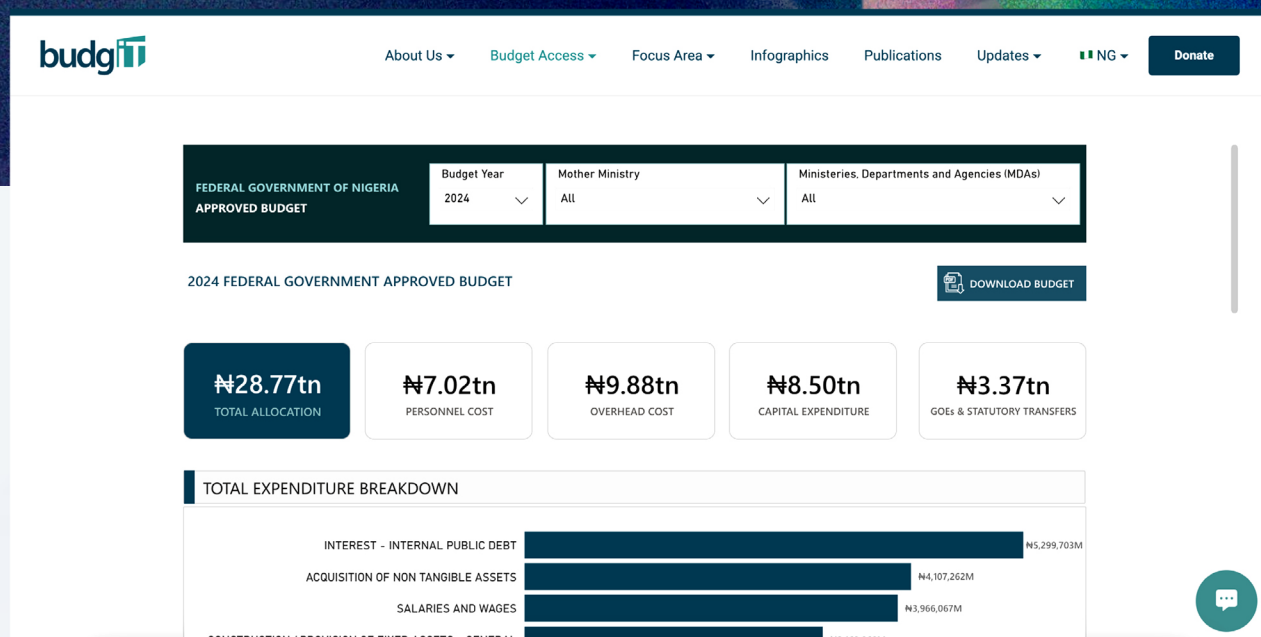 budgIT
About Us
Budget Access
Focus Area
Infographics
Publications
Updates
NG
Donate
FEDERAL GOVERNMENT OF NIGERIA
APPROVED BUDGET
Budget Year
2024
Mother Ministry
All
Ministeries, Departments and Agencies (MDAs)
All
2024 FEDERAL GOVERNMENT APPROVED BUDGET
DOWNLOAD BUDGET
₦28.77tn
TOTAL ALLOCATION
₦7.02tn
PERSONNEL COST
₦9.88tn
OVERHEAD COST
₦8.50tn
CAPITAL EXPENDITURE
₦3.37tn
GOEs & STATUTORY TRANSFERS
TOTAL EXPENDITURE BREAKDOWN
INTEREST - INTERNAL PUBLIC DEBT ₦5,299,703M
ACQUISITION OF NON TANGIBLE ASSETS ₦4,107,262M
SALARIES AND WAGES ₦3,966,067M